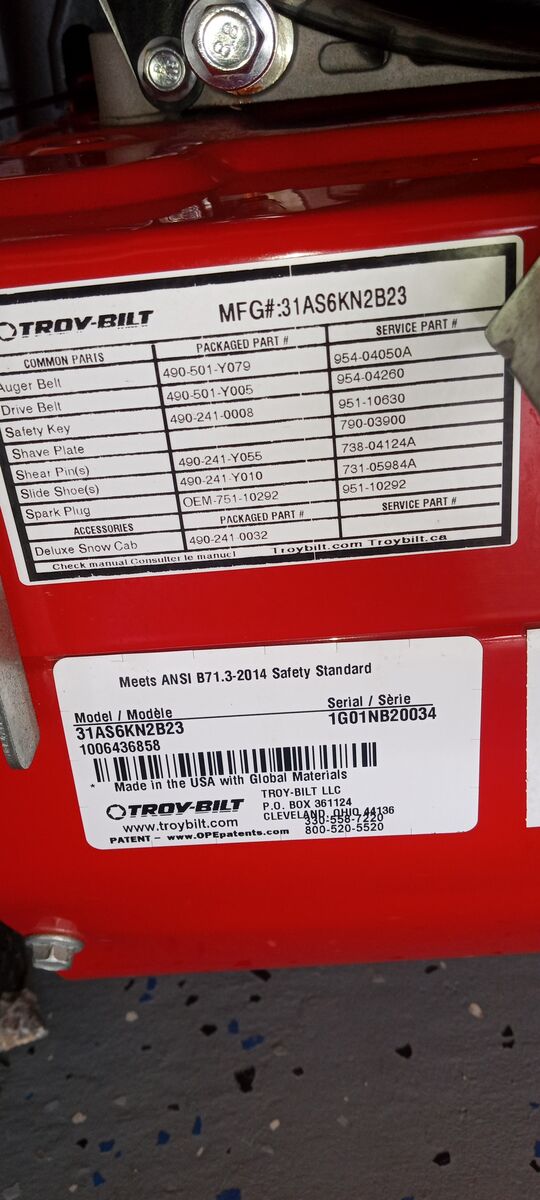 88
TROY-BILT MFG#:31AS6KN2B23
COMMON PARTS PACKAGED PART # SERVICE PART #
Auger Belt 490-501-Y079 954-04050A
Drive Belt 490-501-Y005 954-04260
Safety Key 490-241-0008 951-10630
Shave Plate 790-03900
Shear Pin(s) 490-241-Y055 738-04124A
Slide Shoe(s) 490-241-Y010 731-05984A
Spark Plug OEM-751-10292 951-10292
ACCESSORIES PACKAGED PART # SERVICE PART #
Deluxe Snow Cab 490-241-0032
Check manual Consulter le manuel Troybilt.com Troybilt.ca
Meets ANSI B71.3-2014 Safety Standard
Model / Modèle Serial / Sèrie
31AS6KN2B23 1G01NB20034
1006436858
* Made in the USA with Global Materials
TROY-BILT TROY-BILT LLC
P.O. BOX 361124
www.troybilt.com CLEVELAND, OHIO 44136
330-558-7220
PATENT - www.OPEpatents.com 800-520-5520